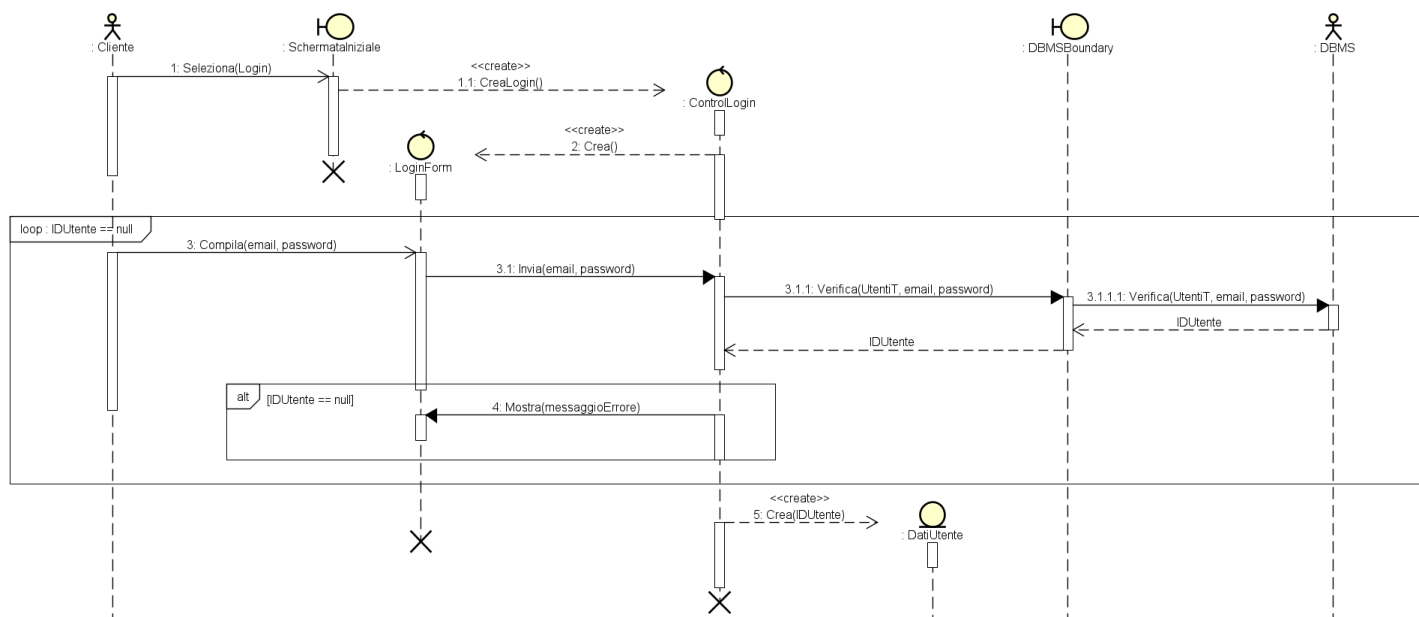 : Cliente
: SchermataIniziale
: DBMSBoundary
: DBMS
1: Seleziona(Login)
<<create>>
1.1: CreaLogin()
: ControlLogin
<<create>>
2: Crea()
: LoginForm
loop : IDUtente == null
3: Compila(email, password)
3.1: Invia(email, password)
3.1.1: Verifica(UtentiT, email, password)
3.1.1.1: Verifica(UtentiT, email, password)
IDUtente
IDUtente
alt
[IDUtente == null]
4: Mostra(messaggioErrore)
<<create>>
5: Crea(IDUtente)
: DatiUtente